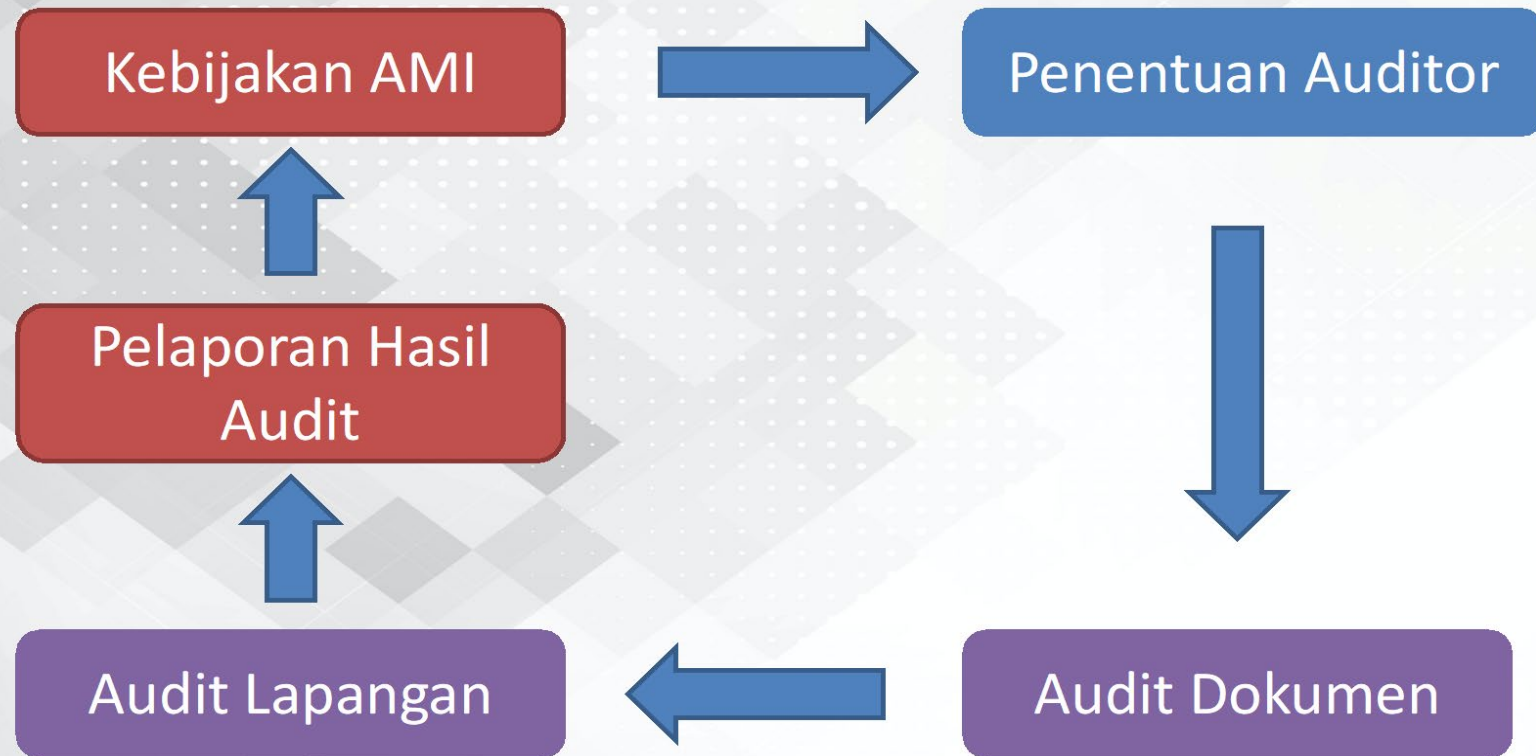 Kebijakan AMI
Penentuan Auditor
Pelaporan Hasil
Audit
Audit Lapangan
Audit Dokumen